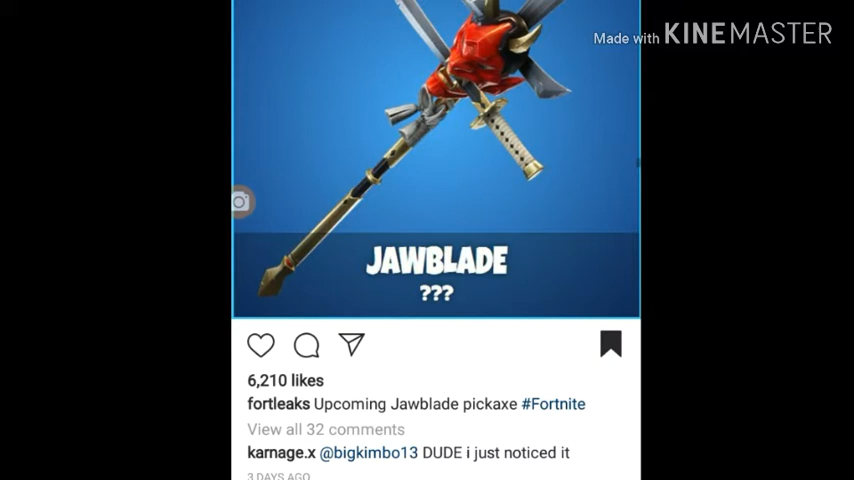 Made with KINEMASTER
JAWBLADE
???
6,210 likes
fortleaks Upcoming Jawblade pickaxe #Fortnite
View all 32 comments
karnage.x @bigkimbo13 DUDE i just noticed it
3 DAYS AGO